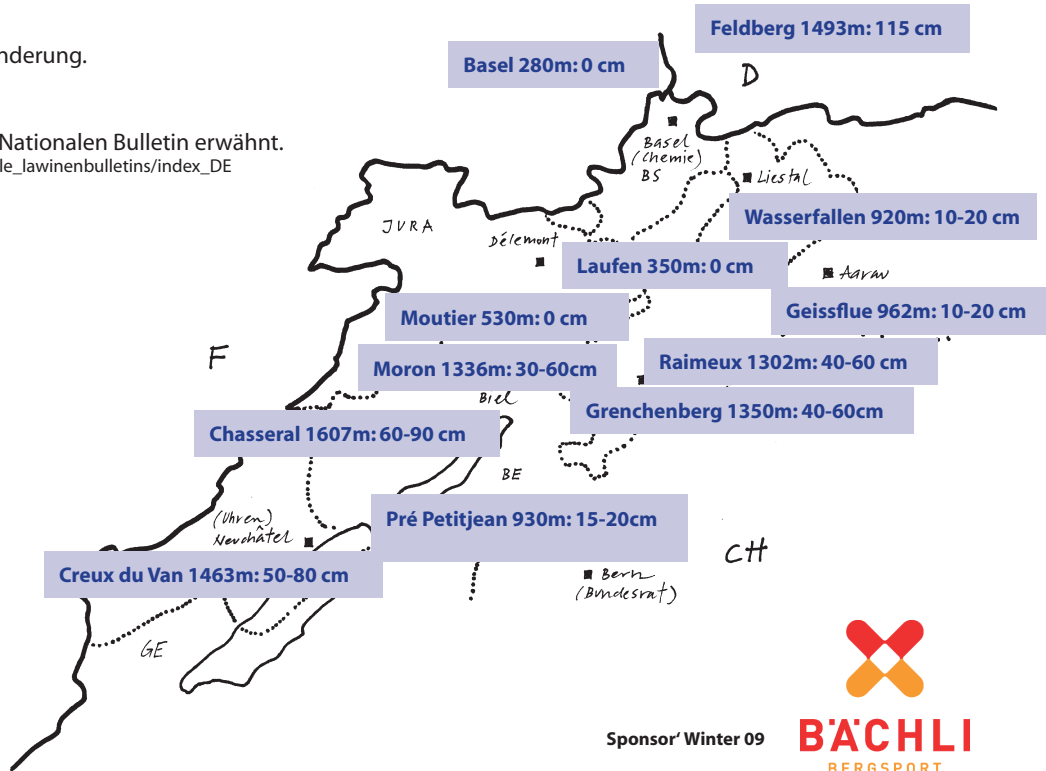 nderung.
Nationalen Bulletin erwähnt.
le_lawinenbulletins/index_DE
Feldberg 1493m: 115 cm
Basel 280m: 0 cm
D
Basel
(Chemie)
BS
Liestal
Wasserfallen 920m: 10-20 cm
JURA
Délemont
Laufen 350m: 0 cm
Aarau
Geissflue 962m: 10-20 cm
Moutier 530m: 0 cm
F
Moron 1336m: 30-60cm
Raimeux 1302m: 40-60 cm
Biel
Grenchenberg 1350m: 40-60cm
Chasseral 1607m: 60-90 cm
BE
Pré Petitjean 930m: 15-20cm
(Uhren)
Neuchâtel
CH
Creux du Van 1463m: 50-80 cm
Bern
(Bundesrat)
GE
Sponsor' Winter 09
BÄCHLI
BERGSPORT